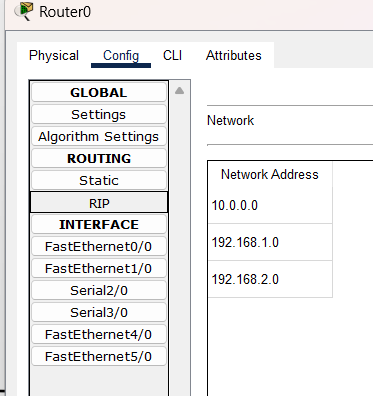 Router0
Physical Config CLI Attributes
GLOBAL
Settings
Algorithm Settings
ROUTING
Static
RIP
INTERFACE
FastEthernet0/0
FastEthernet1/0
Serial2/0
Serial3/0
FastEthernet4/0
FastEthernet5/0
Network
Network Address
10.0.0.0
192.168.1.0
192.168.2.0